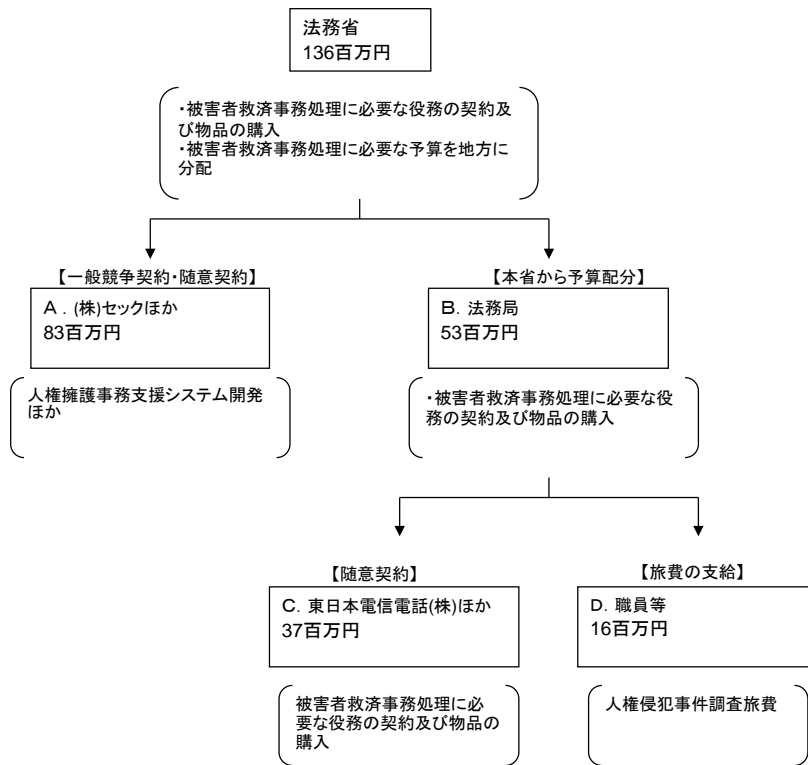 法務省
136百万円
・被害者救済事務処理に必要な役務の契約及
び物品の購入
・被害者救済事務処理に必要な予算を地方に
分配
【一般競争契約・随意契約】
A．(株)セックほか
83百万円
人権擁護事務支援システム開発
ほか
【本省から予算配分】
B．法務局
53百万円
・被害者救済事務処理に必要な役
務の契約及び物品の購入
【随意契約】
C．東日本電信電話(株)ほか
37百万円
被害者救済事務処理に必
要な役務の契約及び物品の
購入
【旅費の支給】
D．職員等
16百万円
人権侵犯事件調査旅費